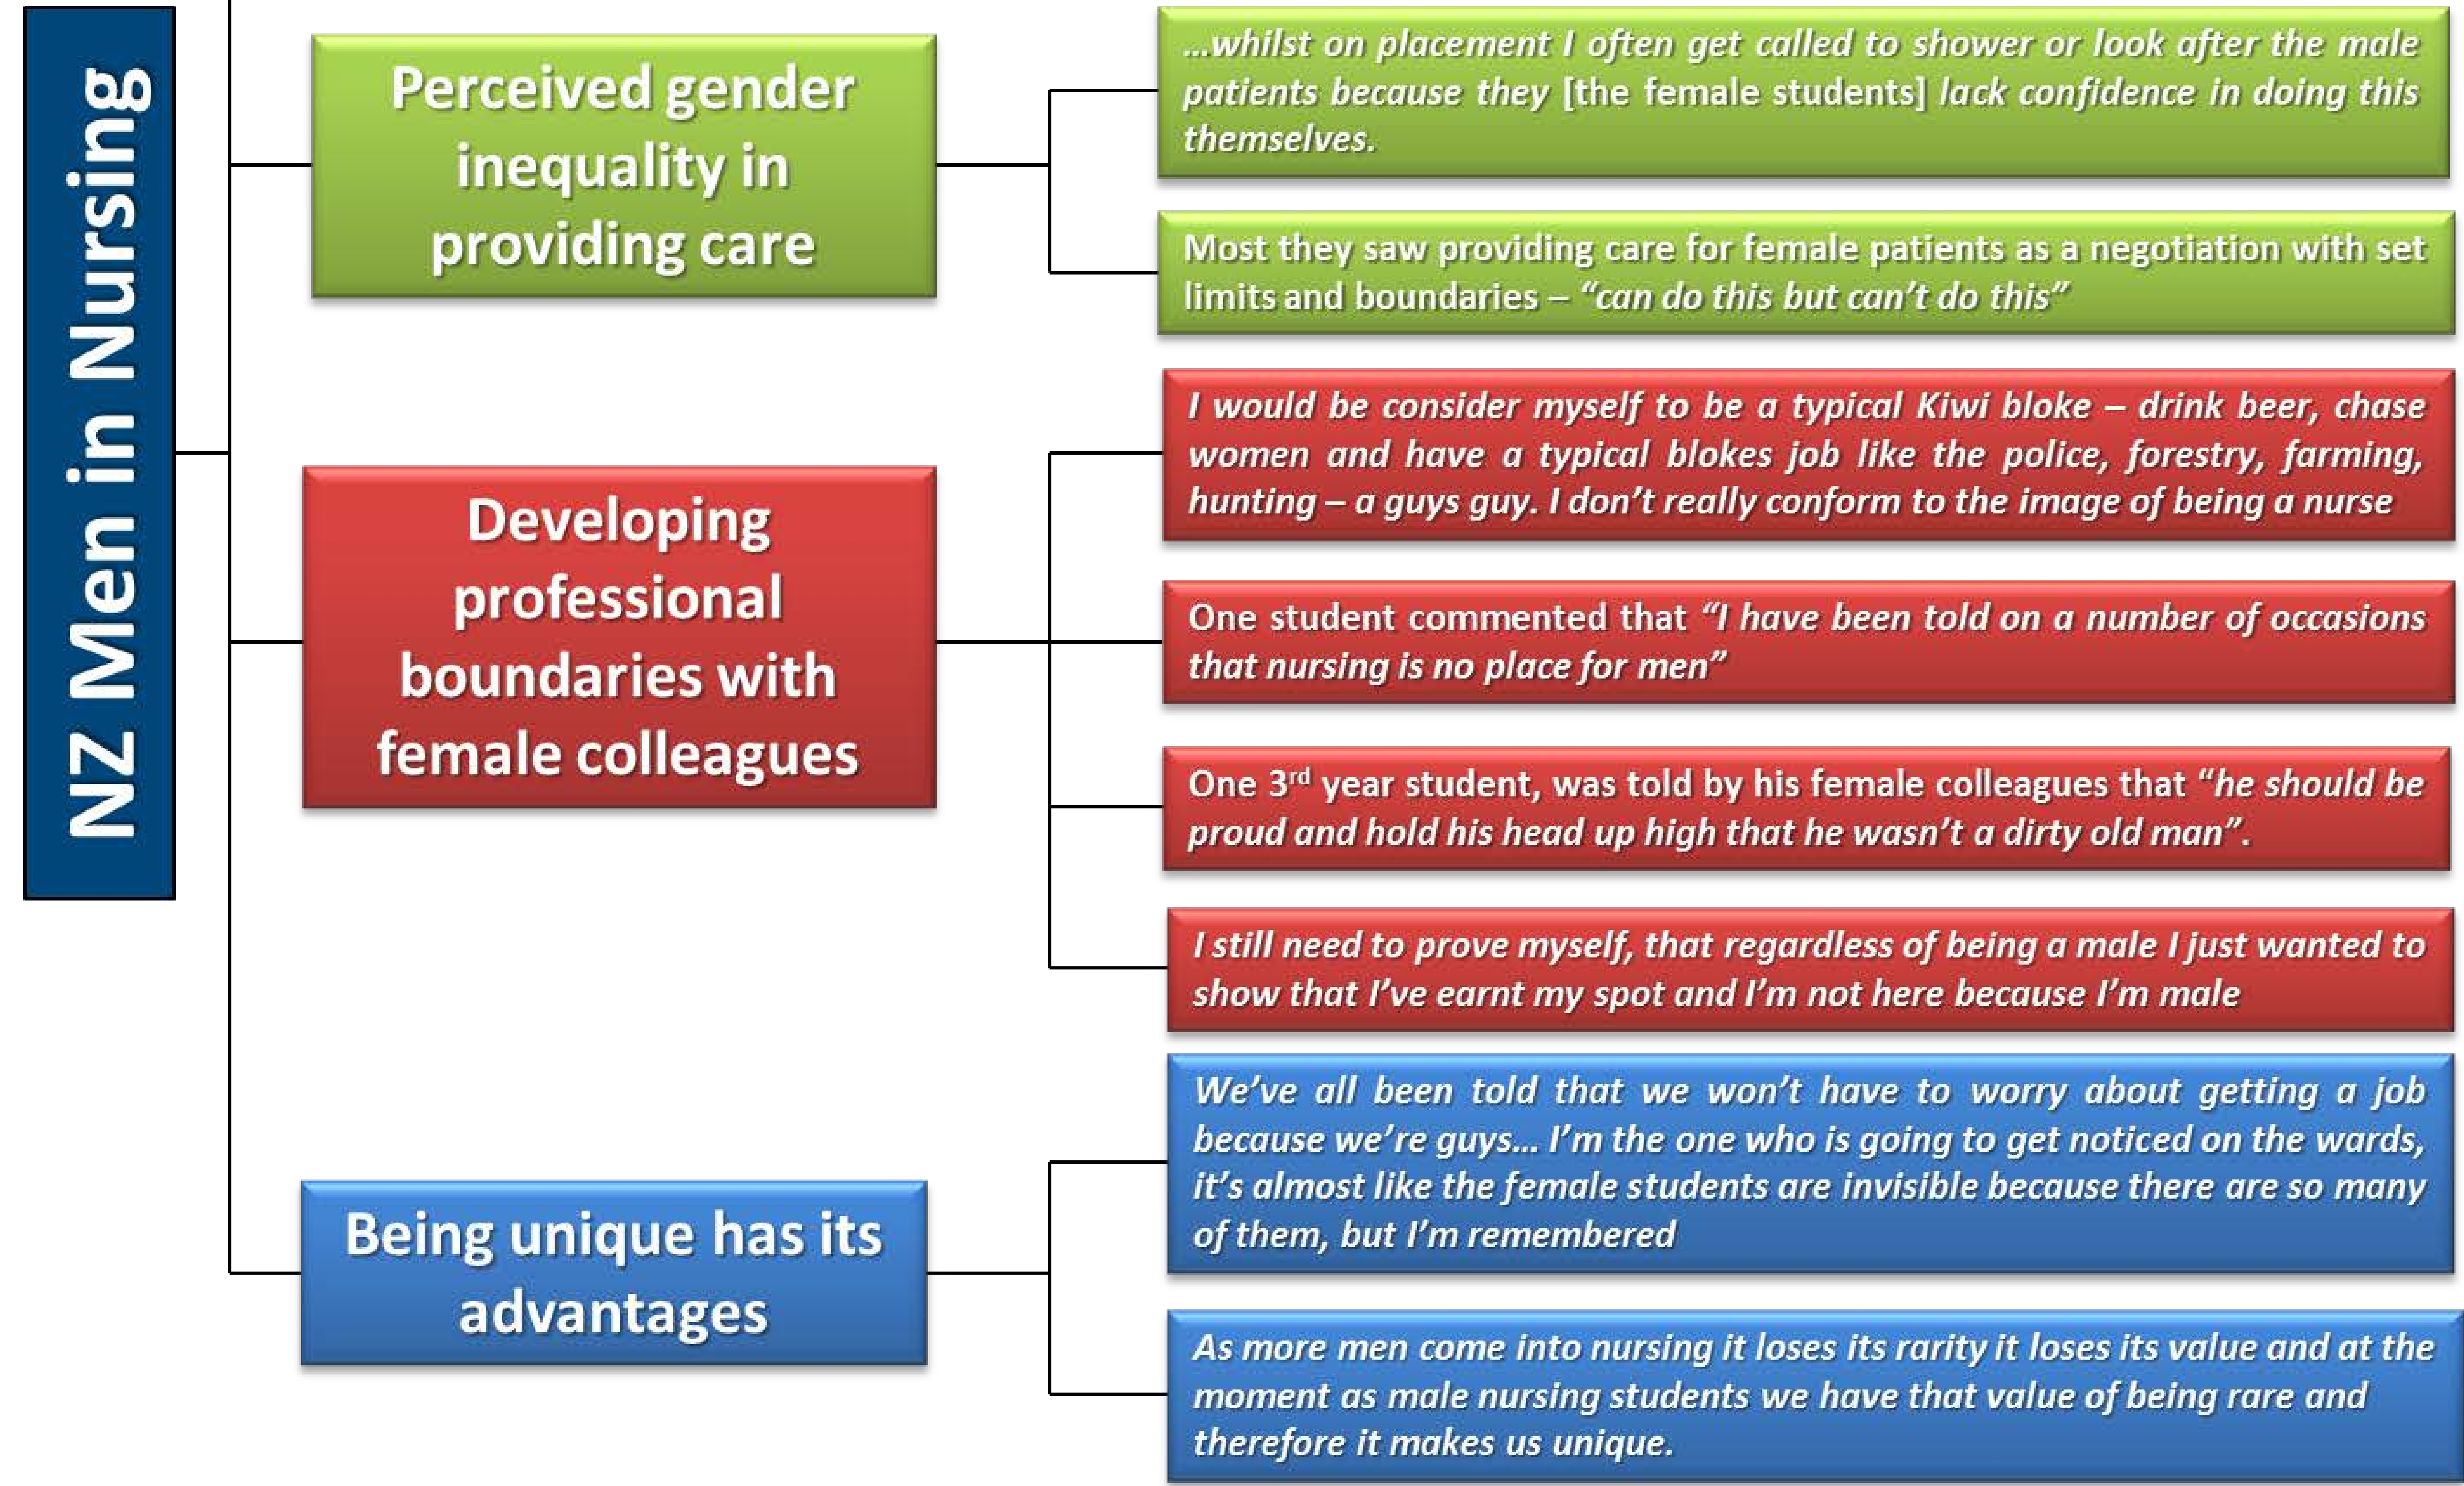 NZ Men in Nursing
Perceived gender
inequality in
providing care
…whilst on placement I often get called to shower or look after the male
patients because they [the female students] lack confidence in doing this
themselves.
Most they saw providing care for female patients as a negotiation with set
limits and boundaries – “can do this but can’t do this”
Developing
professional
boundaries with
female colleagues
I would be consider myself to be a typical Kiwi bloke – drink beer, chase
women and have a typical blokes job like the police, forestry, farming,
hunting – a guys guy. I don’t really conform to the image of being a nurse
One student commented that “I have been told on a number of occasions
that nursing is no place for men”
One 3rd year student, was told by his female colleagues that “he should be
proud and hold his head up high that he wasn’t a dirty old man”.
I still need to prove myself, that regardless of being a male I just wanted to
show that I’ve earnt my spot and I’m not here because I’m male
Being unique has its
advantages
We’ve all been told that we won’t have to worry about getting a job
because we’re guys… I’m the one who is going to get noticed on the wards,
it’s almost like the female students are invisible because there are so many
of them, but I’m remembered
As more men come into nursing it loses its rarity it loses its value and at the
moment as male nursing students we have that value of being rare and
therefore it makes us unique.